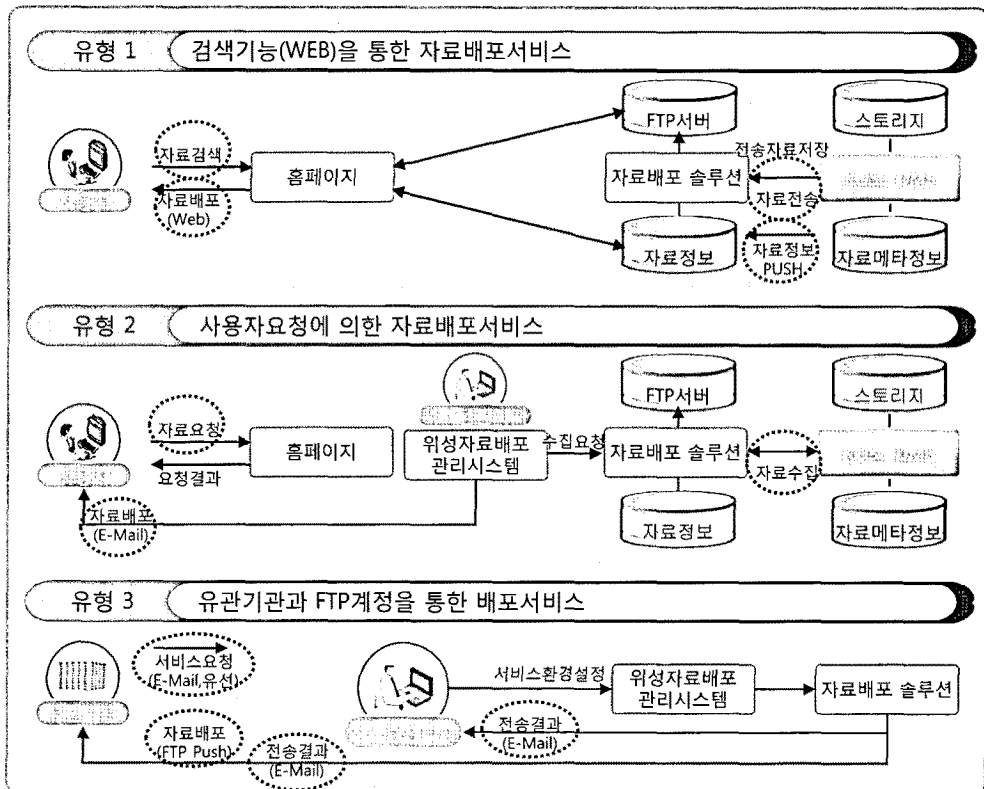 유형 1 검색기능(WEB)을 통한 자료배포서비스
자료검색
자료배포
(Web)
홈페이지
FTP서버
자료배포 솔루션
자료정보
전송자료저장
자료전송
자료정보
PUSH
스토리지
자료메타정보
유형 2 사용자요청에 의한 자료배포서비스
자료요청
요청결과
자료배포
(E-Mail)
홈페이지
위성자료배포
관리시스템
수집요청
FTP서버
자료배포 솔루션
자료정보
자료수집
스토리지
자료메타정보
유형 3 유관기관과 FTP계정을 통한 배포서비스
서비스요청
(E-Mail,유선)
서비스환경설정
위성자료배포
관리시스템
자료배포 솔루션
자료배포
(FTP Push)
전송결과
(E-Mail)
전송결과
(E-Mail)